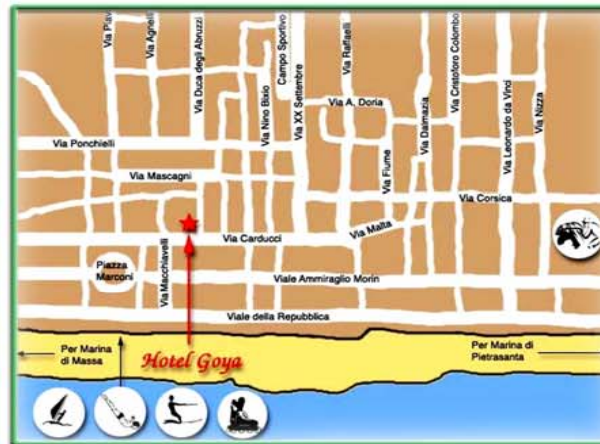 Via Piave
Via Agnelli
Via Duca degli Abruzzi
Via Nino Bixio
Campo Sportivo
Via XX Settembre
Via Raffaelli
Via A. Doria
Via Fiume
Via Dalmazia
Via Cristoforo Colombo
Via Leonardo da Vinci
Via Nizza
Via Ponchielli
Via Mascagni
Via Corsica
Via Malta
Via Carducci
Piazza
Marconi
Via Macchiavelli
Viale Ammiraglio Morin
Viale della Repubblica
Per Marina
di Massa
Hotel Goya
Per Marina di
Pietrasanta